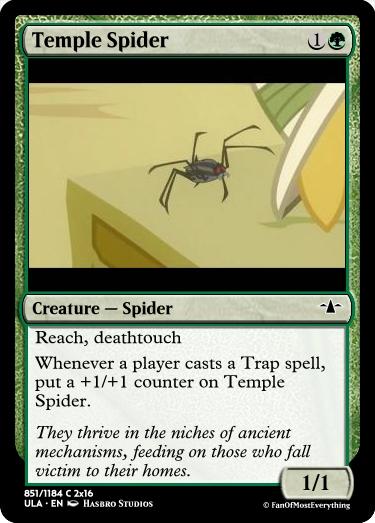 Temple Spider 1
Creature — Spider
Reach, deathtouch
Whenever a player casts a Trap spell,
put a +1/+1 counter on Temple
Spider.
They thrive in the niches of ancient
mechanisms, feeding on those who fall
victim to their homes.
1/1
851/1184 C 2x16
ULA • EN Hasbro Studios
© FanOfMostEverything